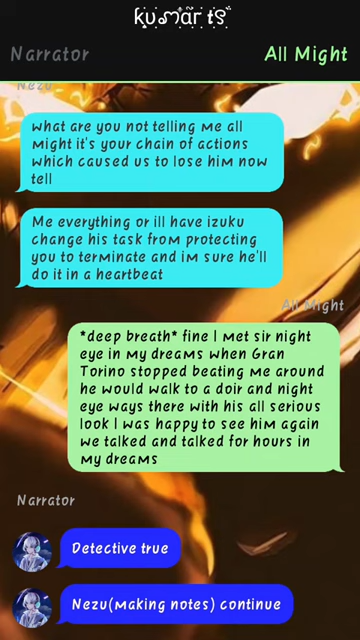 kumar ts
Narrator
All Might
Nezu
what are you not telling me all
might it's your chain of actions
which caused us to lose him now
tell
Me everything or ill have izuku
change his task from protecting
you to terminate and im sure he'll
do it in a heartbeat
All Might
*deep breath* fine I met sir night
eye in my dreams when Gran
Torino stopped beating me around
he would walk to a doir and night
eye ways there with his all serious
look I was happy to see him again
we talked and talked for hours in
my dreams
Narrator
Detective true
Nezu(making notes) continue